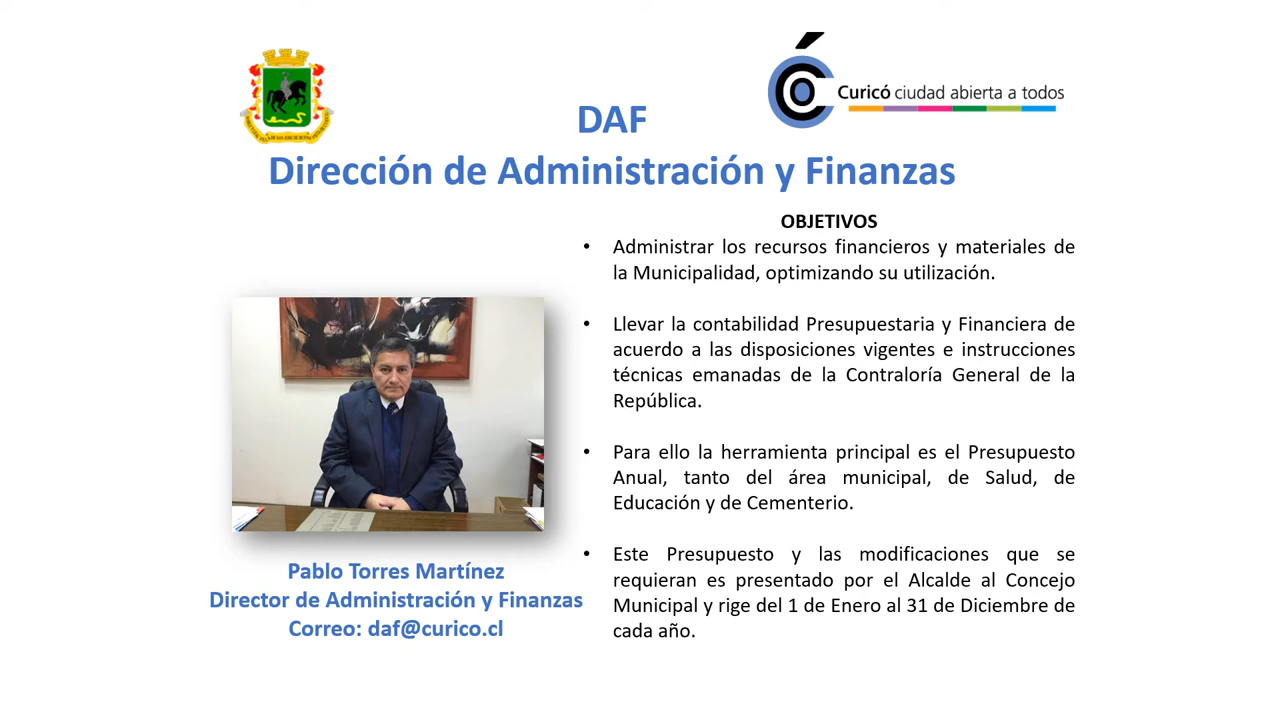 Curicó ciudad abierta a todos
DAF
Dirección de Administración y Finanzas
OBJETIVOS
• Administrar los recursos financieros y materiales de
la Municipalidad, optimizando su utilización.
• Llevar la contabilidad Presupuestaria y Financiera de
acuerdo a las disposiciones vigentes e instrucciones
técnicas emanadas de la Contraloría General de la
República.
• Para ello la herramienta principal es el Presupuesto
Anual, tanto del área municipal, de Salud, de
Educación y de Cementerio.
• Este Presupuesto y las modificaciones que se
requieran es presentado por el Alcalde al Concejo
Municipal y rige del 1 de Enero al 31 de Diciembre de
cada año.
Pablo Torres Martínez
Director de Administración y Finanzas
Correo: daf@curico.cl